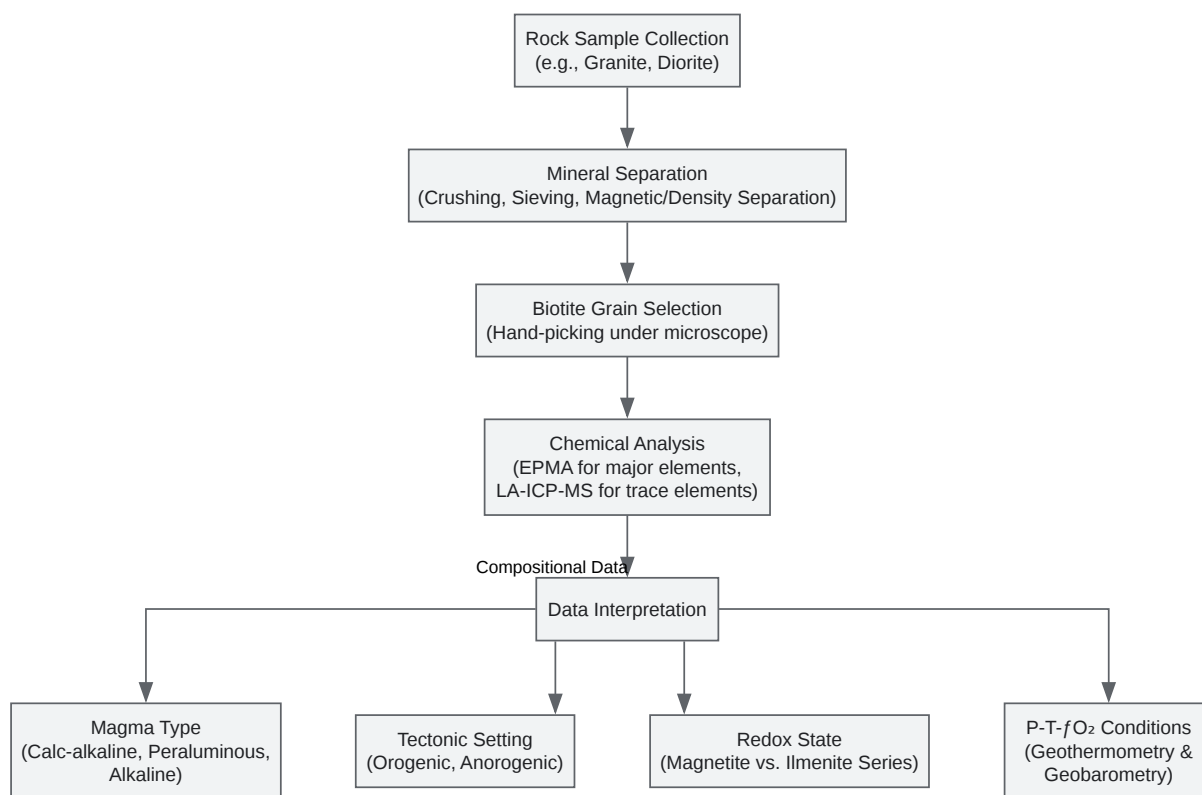 Rock Sample Collection
(e.g., Granite, Diorite)
Mineral Separation
(Crushing, Sieving, Magnetic/Density Separation)
Biotite Grain Selection
(Hand-picking under microscope)
Chemical Analysis
(EPMA for major elements,
LA-ICP-MS for trace elements)
Compositional Data
Data Interpretation
Magma Type
(Calc-alkaline, Peraluminous,
Alkaline)
Tectonic Setting
(Orogenic, Anorogenic)
Redox State
(Magnetite vs. Ilmenite Series)
P-T-ƒO₂ Conditions
(Geothermometry &
Geobarometry)